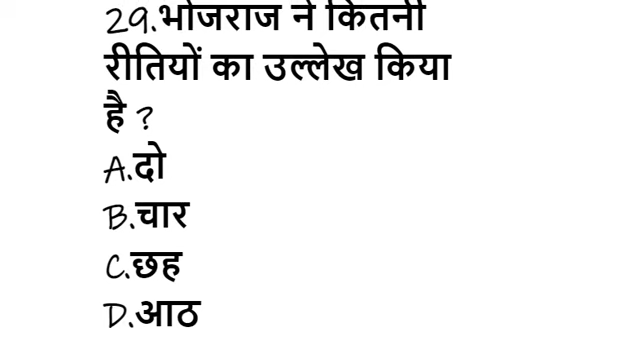 29.भोजराज ने कितनी
रीतियों का उल्लेख किया
है ?
A.दो
B.चार
C.छह
D.आठ